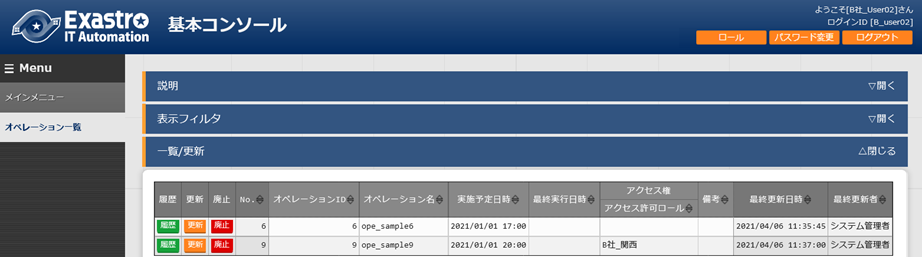 Exastro
IT Automation
基本コンソール
ようこそ[B社_User02]さん
ログインID [B_user02]
ロール パスワード変更 ログアウト
Menu
メインメニュー
オペレーション一覧
説明 ▽開く
表示フィルタ ▽開く
一覧/更新 △閉じる
履歴 更新 廃止 No. オペレーションID オペレーション名 実施予定日時 最終実行日時 アクセス権 備考 最終更新日時 最終更新者
アクセス許可ロール
履歴 更新 廃止 6 6 ope_sample6 2021/01/01 17:00 2021/04/06 11:35:45 システム管理者
履歴 更新 廃止 9 9 ope_sample9 2021/01/01 20:00 B社_関西 2021/04/06 11:37:00 システム管理者